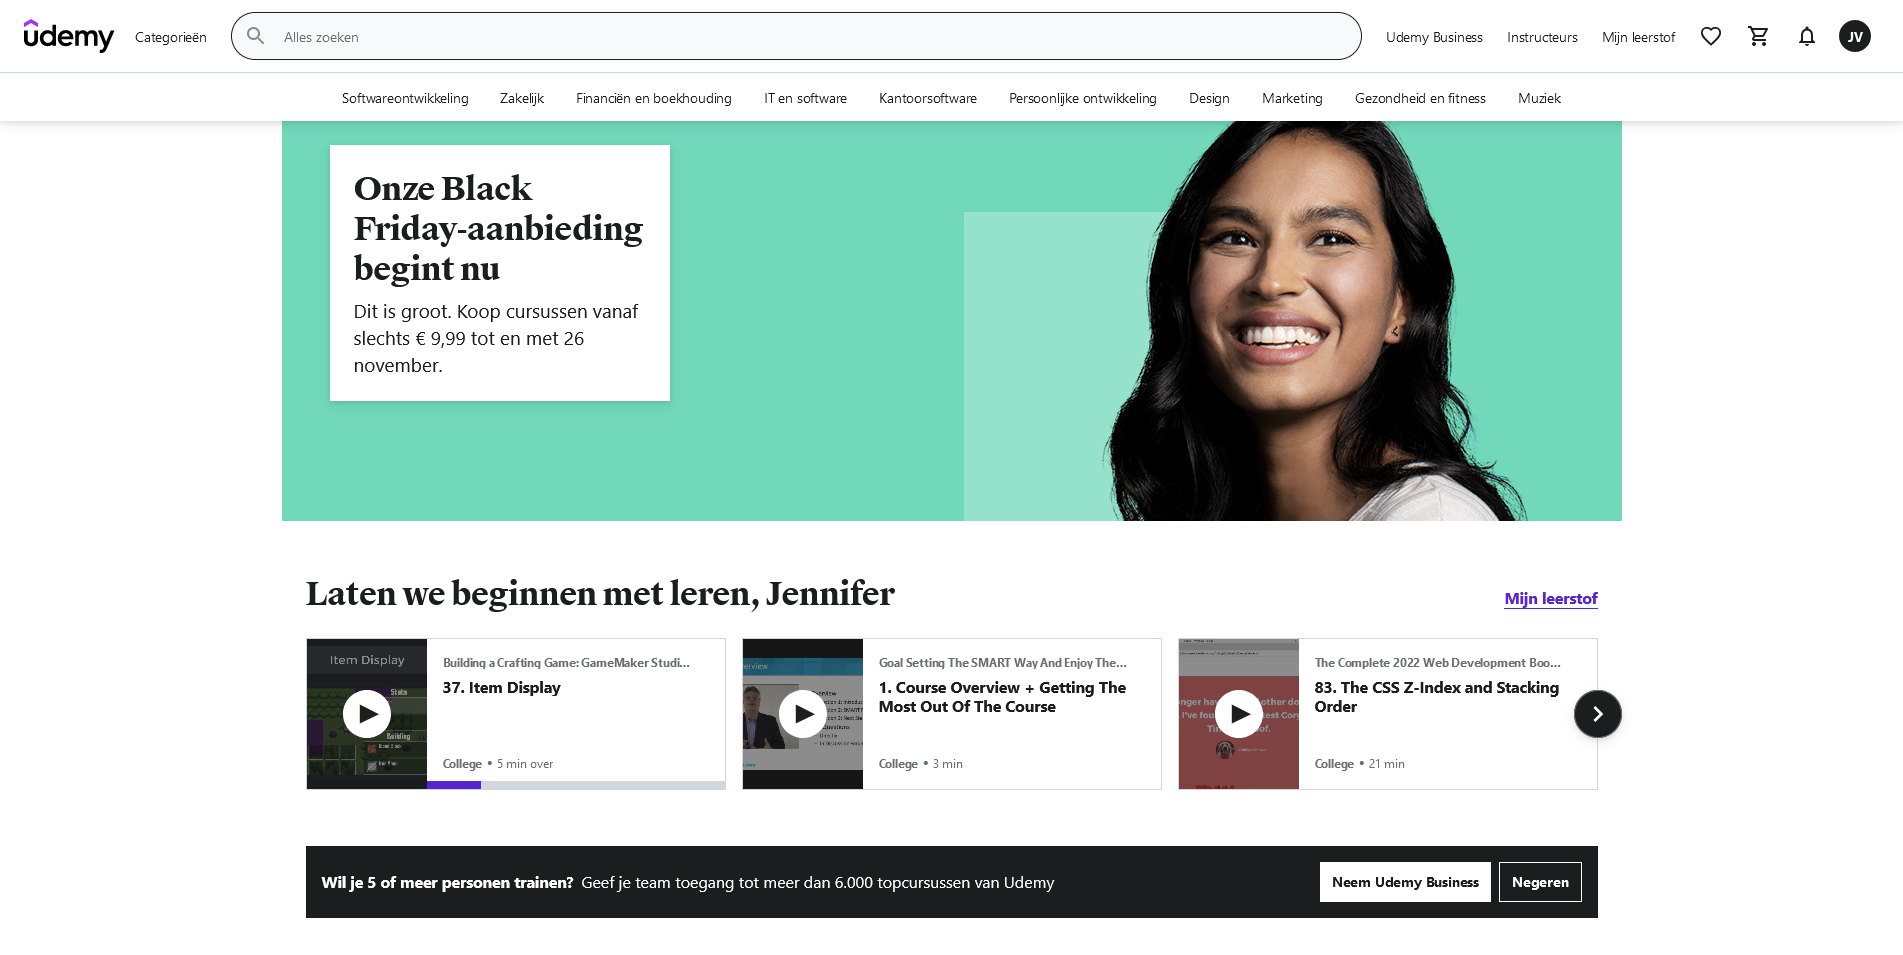 udemy
Categorieën
Alles zoeken
Udemy Business
Instructeurs
Mijn leerstof
JV
Softwareontwikkeling
Zakelijk
Financiën en boekhouding
IT en software
Kantoorsoftware
Persoonlijke ontwikkeling
Design
Marketing
Gezondheid en fitness
Muziek
Onze Black
Friday-aanbieding
begint nu
Dit is groot. Koop cursussen vanaf
slechts € 9,99 tot en met 26
november.
Laten we beginnen met leren, Jennifer
Mijn leerstof
Item Display
State
Building
Building a Crafting Game: GameMaker Studi...
37. Item Display
College • 5 min over
Goal Setting The SMART Way And Enjoy The...
1. Course Overview + Getting The
Most Out Of The Course
College • 3 min
The Complete 2022 Web Development Boo...
83. The CSS Z-Index and Stacking
Order
College • 21 min
Wil je 5 of meer personen trainen? Geef je team toegang tot meer dan 6.000 topcursussen van Udemy
Neem Udemy Business
Negeren